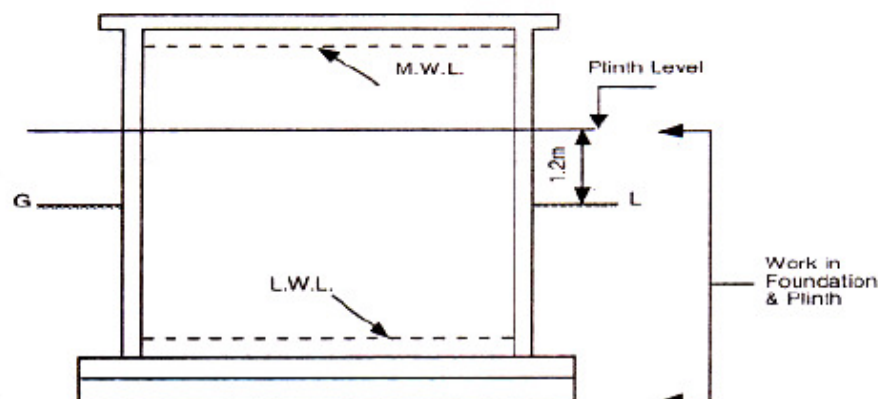 M.W.L.
Plinth Level
1.2m
G
L
L.W.L.
Work in
Foundation
& Plinth